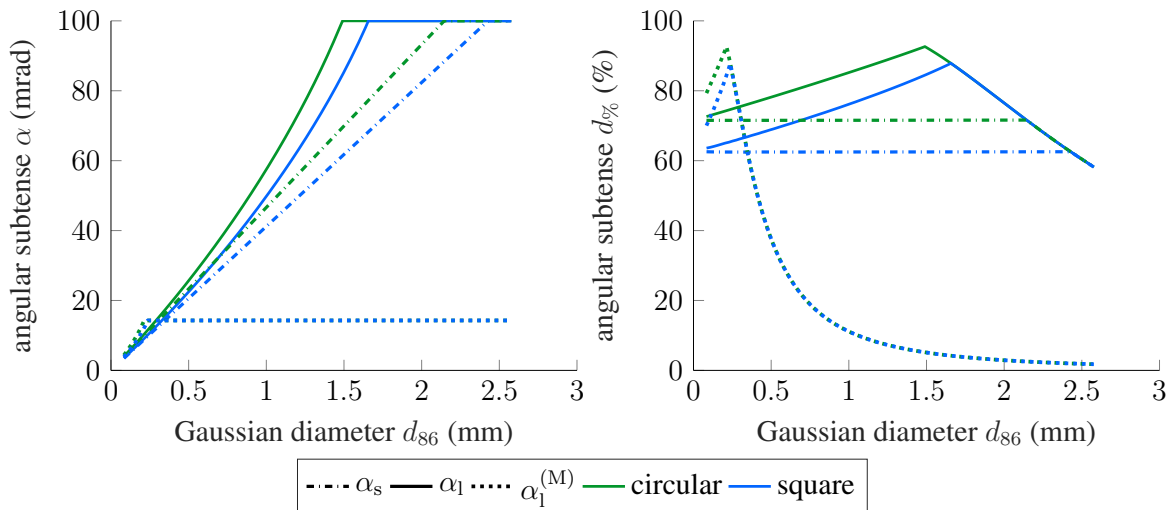 angular subtense α (mrad)
100
80
60
40
20
0
0 0.5 1 1.5 2 2.5 3
Gaussian diameter d86 (mm)
angular subtense d% (%)
100
80
60
40
20
0
0 0.5 1 1.5 2 2.5 3
Gaussian diameter d86 (mm)
αs αl αl(M) circular square